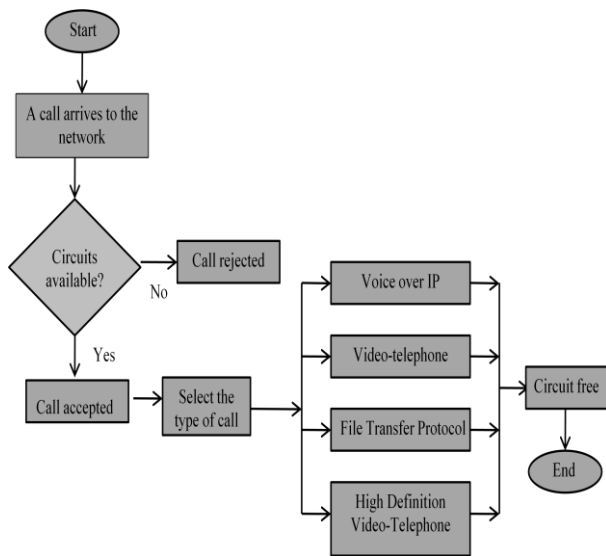 Start
A call arrives to the
network
Circuits
available?
No
Call rejected
Yes
Call accepted
Select the
type of call
Voice over IP
Video-telephone
File Transfer Protocol
High Definition
Video-Telephone
Circuit free
End